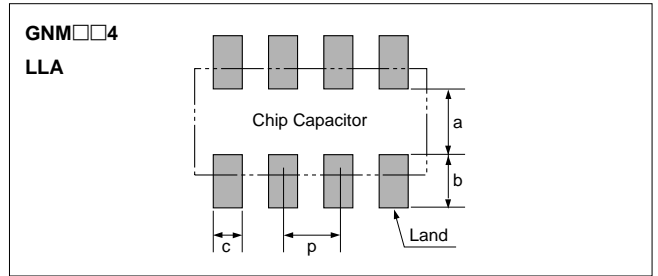 GNM□□4
LLA
Chip Capacitor
a
b
c
p
Land